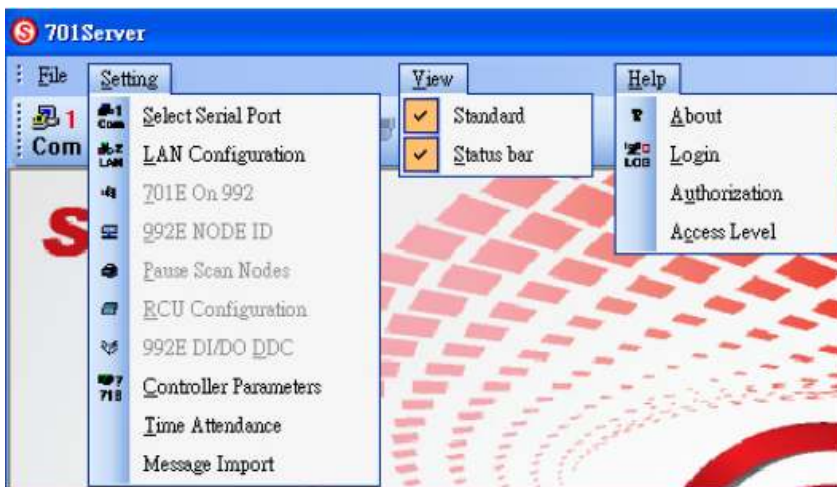 701Server
File Setting View Help
1
Com
Select Serial Port
LAN Configuration
701E On 992
992E NODE ID
Pause Scan Nodes
RCU Configuration
992E DI/DO DDC
Controller Parameters
Time Attendance
Message Import
Standard
Status bar
About
Login
Authorization
Access Level
S